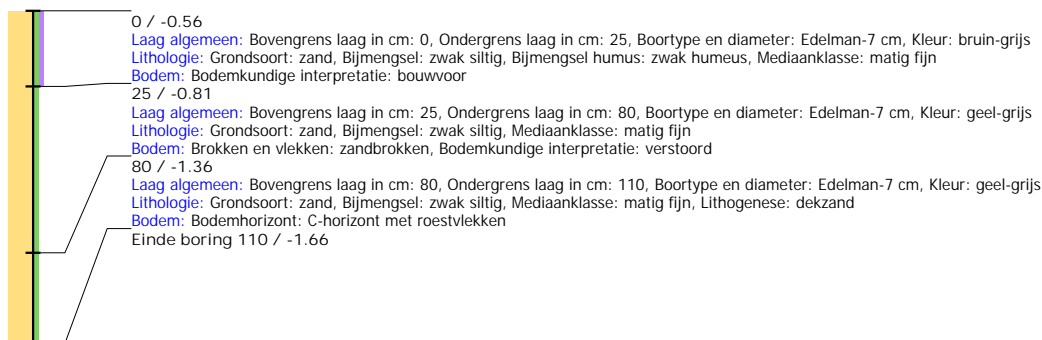 0 / -0.56
Laag algemeen: Bovengrens laag in cm: 0, Ondergrens laag in cm: 25, Boortype en diameter: Edelman-7 cm, Kleur: bruin-grijs
Lithologie: Grondsoort: zand, Bijmengsel: zwak siltig, Bijmengsel humus: zwak humeus, Mediaanklasse: matig fijn
Bodem: Bodemkundige interpretatie: bouwvoor
25 / -0.81
Laag algemeen: Bovengrens laag in cm: 25, Ondergrens laag in cm: 80, Boortype en diameter: Edelman-7 cm, Kleur: geel-grijs
Lithologie: Grondsoort: zand, Bijmengsel: zwak siltig, Mediaanklasse: matig fijn
Bodem: Brokken en vlekken: zandbrokken, Bodemkundige interpretatie: verstoord
80 / -1.36
Laag algemeen: Bovengrens laag in cm: 80, Ondergrens laag in cm: 110, Boortype en diameter: Edelman-7 cm, Kleur: geel-grijs
Lithologie: Grondsoort: zand, Bijmengsel: zwak siltig, Mediaanklasse: matig fijn, Lithogenese: dekzand
Bodem: Bodemhorizont: C-horizont met roestvlekken
Einde boring 110 / -1.66